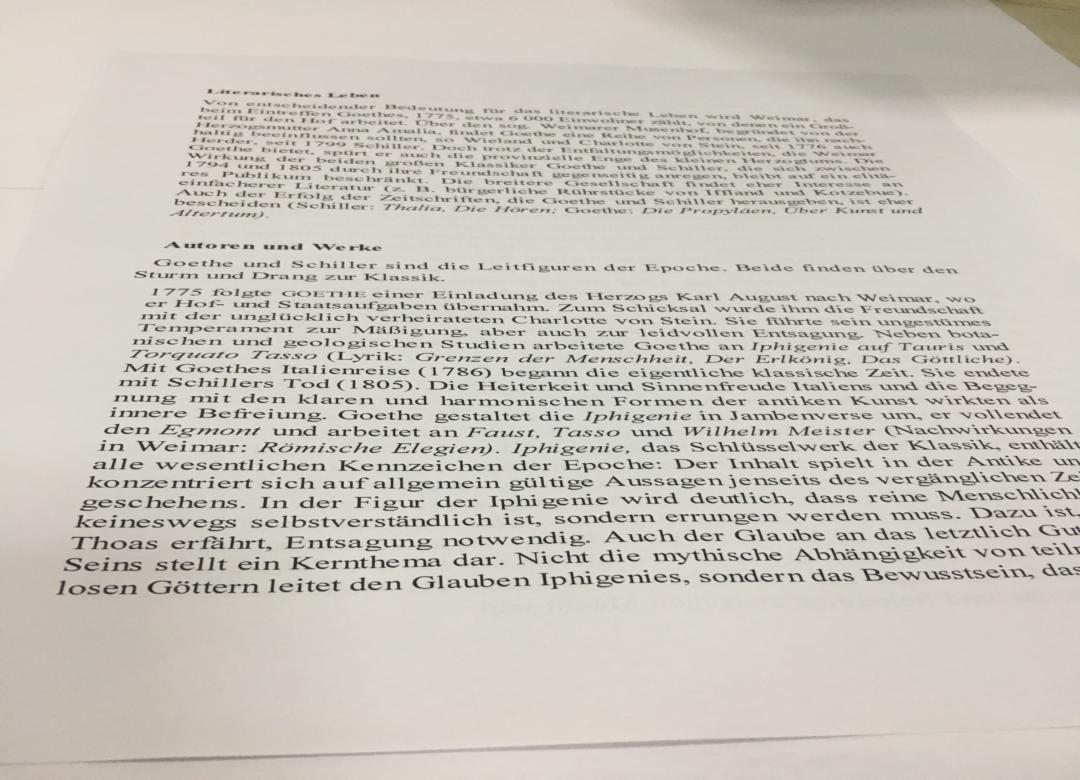 Literarisches Leben
Von entscheidender Bedeutung für das literarische Leben wird Weimar, das
beim Eintreffen Goethes, 1775, etwa 6 000 Einwohner zählt, von denen ein Groß-
teil für den Hof arbeitet. Über den sog. Weimarer Musenhof, begründet von der
Herzogsmutter Anna Amalia, findet Goethe eine Reihe von Personen, die ihn nach-
haltig beeinflussen sollten, so Wieland und Charlotte von Stein, seit 1776 auch
Herder, seit 1799 Schiller. Doch trotz der Entfaltungsmöglichkeiten, die Weimar
Goethe bietet, spürt er auch die provinzielle Enge des kleinen Herzogtums. Die
Wirkung der beiden großen Klassiker Goethe und Schiller, die sich zwischen
1794 und 1805 durch ihre Freundschaft gegenseitig anregen, bleibt auf ein elitä-
res Publikum beschränkt. Die breitere Gesellschaft findet eher Interesse an
einfacherer Literatur (z. B. bürgerliche Rührstücke von Iffland und Kotzebue).
Auch der Erfolg der Zeitschriften, die Goethe und Schiller herausgeben, ist eher
bescheiden (Schiller: Thalia, Die Hören; Goethe: Die Propyläen, Über Kunst und
Altertum).
Autoren und Werke
Goethe und Schiller sind die Leitfiguren der Epoche. Beide finden über den
Sturm und Drang zur Klassik.
1775 folgte GOETHE einer Einladung des Herzogs Karl August nach Weimar, wo
er Hof- und Staatsaufgaben übernahm. Zum Schicksal wurde ihm die Freundschaft
mit der unglücklich verheirateten Charlotte von Stein. Sie führte sein ungestümes
Temperament zur Mäßigung, aber auch zur leidvollen Entsagung. Neben bota-
nischen und geologischen Studien arbeitete Goethe an Iphigenie auf Tauris und
Torquato Tasso (Lyrik: Grenzen der Menschheit, Der Erlkönig, Das Göttliche).
Mit Goethes Italienreise (1786) begann die eigentliche klassische Zeit. Sie endete
mit Schillers Tod (1805). Die Heiterkeit und Sinnenfreude Italiens und die Begeg-
nung mit den klaren und harmonischen Formen der antiken Kunst wirkten als
innere Befreiung. Goethe gestaltet die Iphigenie in Jambenverse um, er vollendet
den Egmont und arbeitet an Faust, Tasso und Wilhelm Meister (Nachwirkungen
in Weimar: Römische Elegien). Iphigenie, das Schlüsselwerk der Klassik, enthält
alle wesentlichen Kennzeichen der Epoche: Der Inhalt spielt in der Antike un
konzentriert sich auf allgemein gültige Aussagen jenseits des vergänglichen Ze
geschehens. In der Figur der Iphigenie wird deutlich, dass reine Menschlich
keineswegs selbstverständlich ist, sondern errungen werden muss. Dazu ist,
Thoas erfährt, Entsagung notwendig. Auch der Glaube an das letztlich Gut
Seins stellt ein Kernthema dar. Nicht die mythische Abhängigkeit von teiln
losen Göttern leitet den Glauben Iphigenies, sondern das Bewusstsein, das